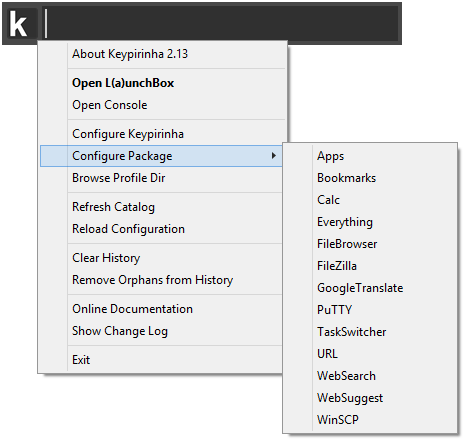 k
About Keypirinha 2.13
Open L(a)unchBox
Open Console
Configure Keypirinha
Configure Package
Browse Profile Dir
Refresh Catalog
Reload Configuration
Clear History
Remove Orphans from History
Online Documentation
Show Change Log
Exit
Apps
Bookmarks
Calc
Everything
FileBrowser
FileZilla
GoogleTranslate
PuTTY
TaskSwitcher
URL
WebSearch
WebSuggest
WinSCP